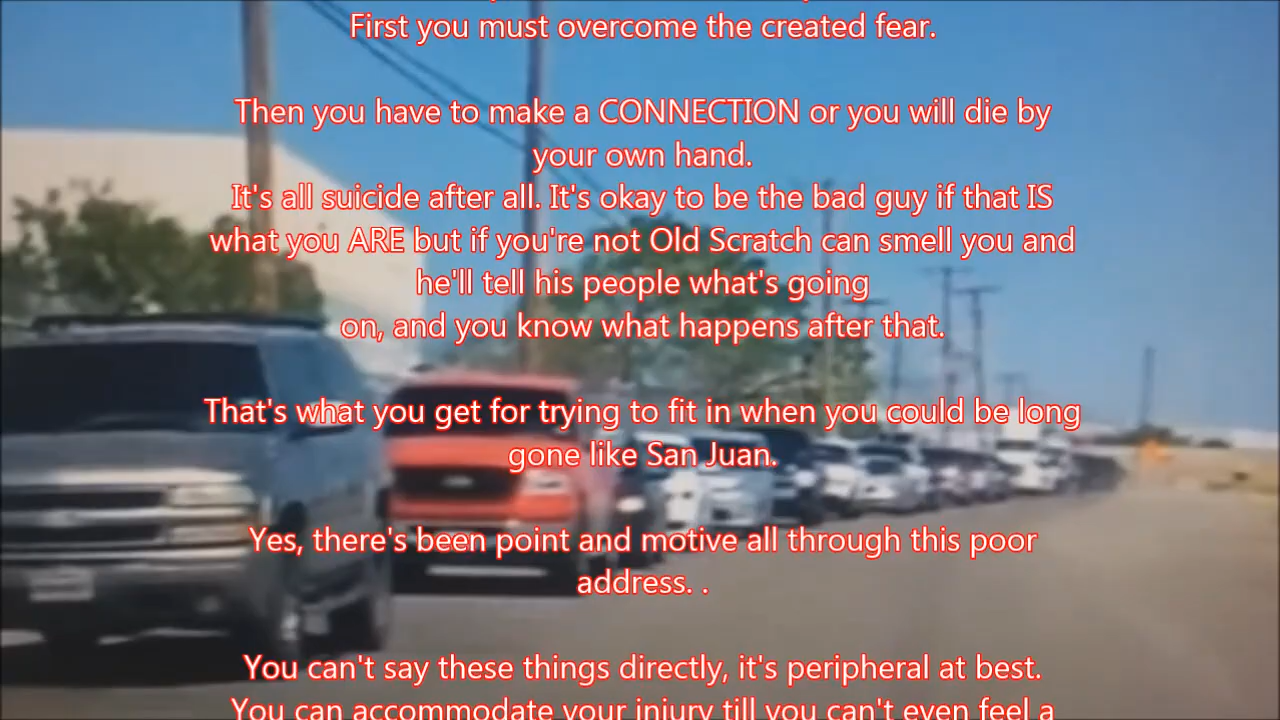 First you must overcome the created fear.
Then you have to make a CONNECTION or you will die by
your own hand.
It's all suicide after all. It's okay to be the bad guy if that IS
what you ARE but if you're not Old Scratch can smell you and
he'll tell his people what's going
on, and you know what happens after that.
That's what you get for trying to fit in when you could be long
gone like San Juan.
Yes, there's been point and motive all through this poor
address. .
You can't say these things directly, it's peripheral at best.
You can accommodate your injury till you can't even feel a